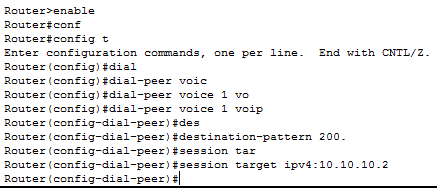 Router>enable
Router#conf
Router#config t
Enter configuration commands, one per line.  End with CNTL/Z.
Router(config)#dial
Router(config)#dial-peer voic
Router(config)#dial-peer voice 1 vo
Router(config)#dial-peer voice 1 voip
Router(config-dial-peer)#des
Router(config-dial-peer)#destination-pattern 200.
Router(config-dial-peer)#session tar
Router(config-dial-peer)#session target ipv4:10.10.10.2
Router(config-dial-peer)#